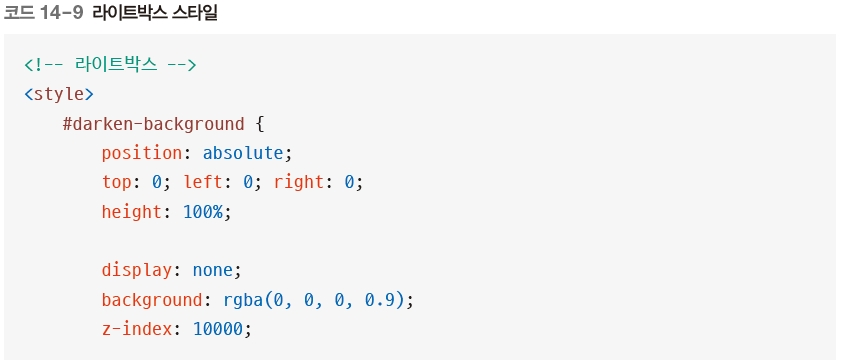 코드 14-9 라이트박스 스타일
<!-- 라이트박스 -->
<style>
#darken-background {
position: absolute;
top: 0; left: 0; right: 0;
height: 100%;
display: none;
background: rgba(0, 0, 0, 0.9);
z-index: 10000;